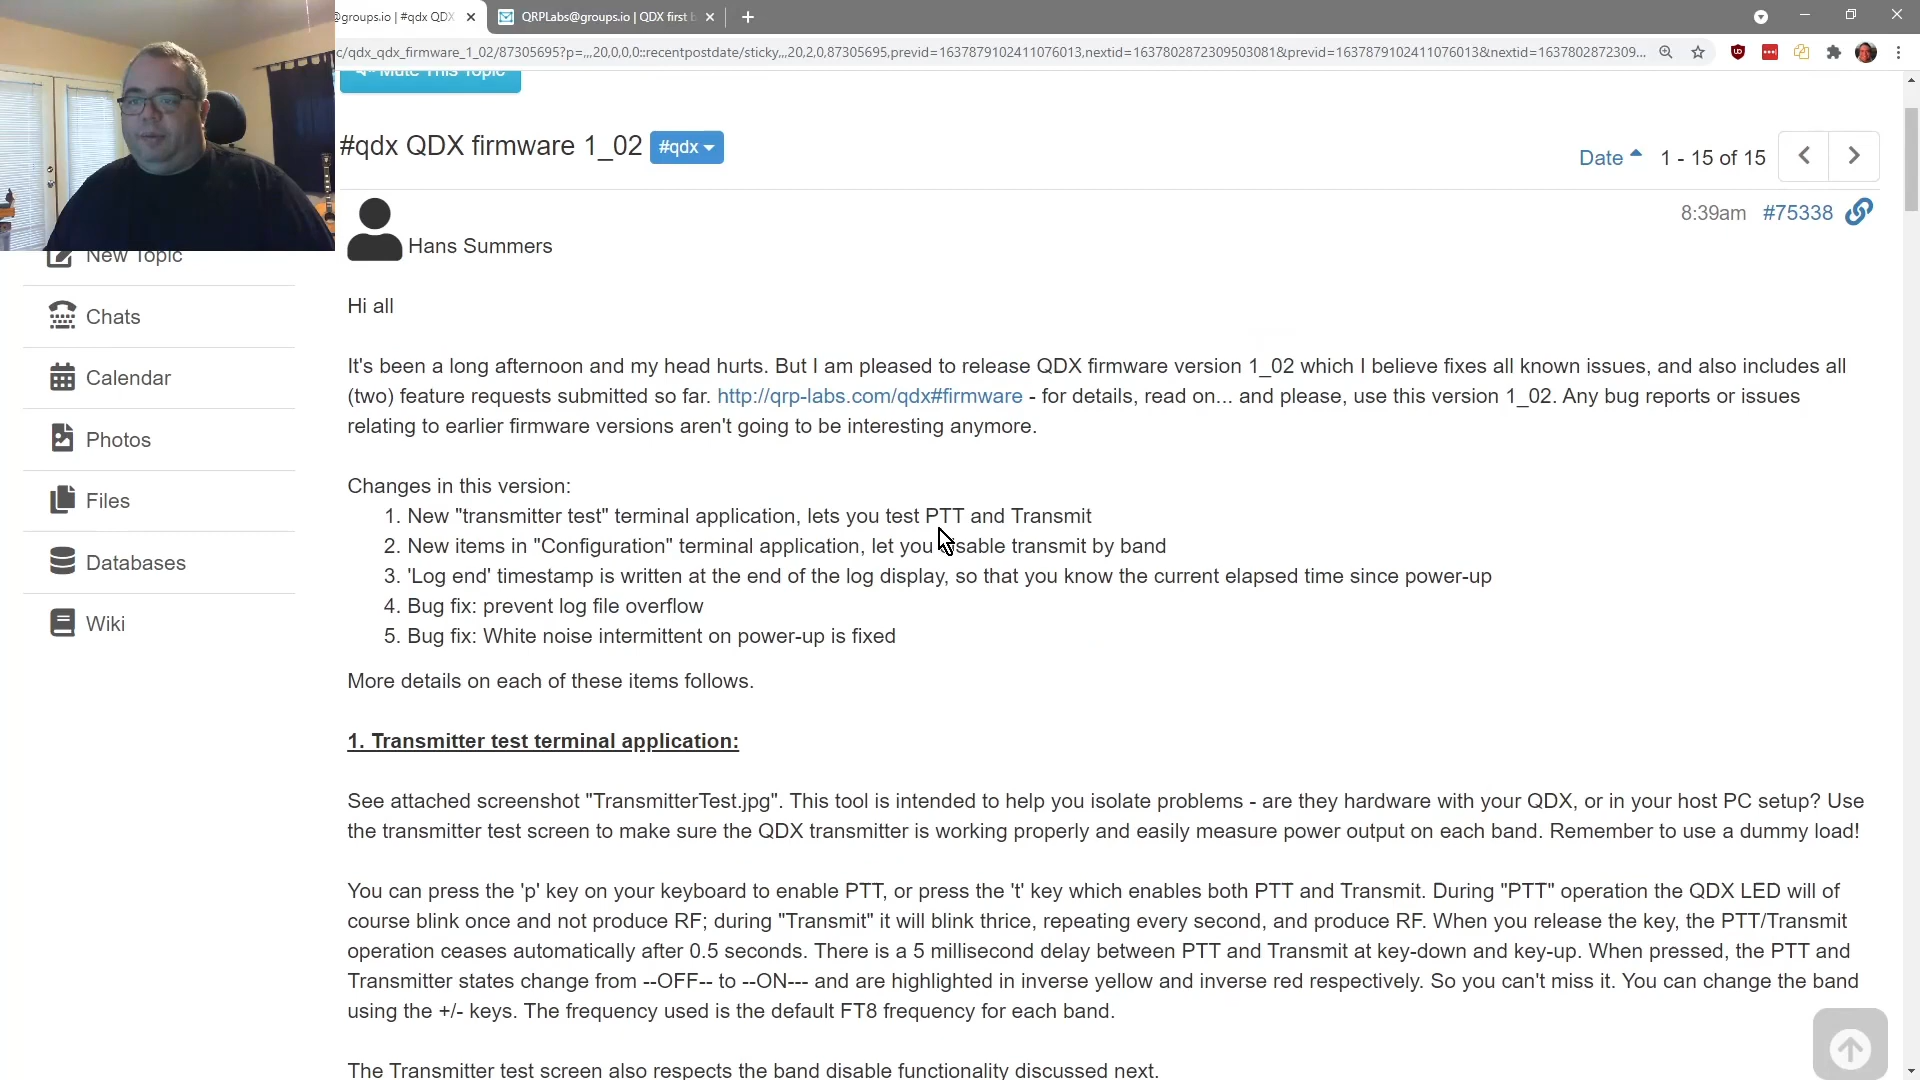 @groups.io | #qdx QDX
QRPLabs@groups.io | QDX first b
c/qdx_qdx_firmware_1_02/87305695?p=,,,20,0,0,0::recentpostdate/sticky,,,20,2,0,87305695,previd=1637879102411076013,nextid=1637802872309503081&previd=1637879102411076013&nextid=1637802872309...
Mute This Topic
#qdx QDX firmware 1_02 #qdx
Date 1 - 15 of 15
8:39am #75338
Hans Summers
New Topic
Chats
Calendar
Photos
Files
Databases
Wiki
Hi all
It's been a long afternoon and my head hurts. But I am pleased to release QDX firmware version 1_02 which I believe fixes all known issues, and also includes all
(two) feature requests submitted so far. http://qrp-labs.com/qdx#firmware - for details, read on... and please, use this version 1_02. Any bug reports or issues
relating to earlier firmware versions aren't going to be interesting anymore.
Changes in this version:
1. New "transmitter test" terminal application, lets you test PTT and Transmit
2. New items in "Configuration" terminal application, let you disable transmit by band
3. 'Log end' timestamp is written at the end of the log display, so that you know the current elapsed time since power-up
4. Bug fix: prevent log file overflow
5. Bug fix: White noise intermittent on power-up is fixed
More details on each of these items follows.
1. Transmitter test terminal application:
See attached screenshot "TransmitterTest.jpg". This tool is intended to help you isolate problems - are they hardware with your QDX, or in your host PC setup? Use
the transmitter test screen to make sure the QDX transmitter is working properly and easily measure power output on each band. Remember to use a dummy load!
You can press the 'p' key on your keyboard to enable PTT, or press the 't' key which enables both PTT and Transmit. During "PTT" operation the QDX LED will of
course blink once and not produce RF; during "Transmit" it will blink thrice, repeating every second, and produce RF. When you release the key, the PTT/Transmit
operation ceases automatically after 0.5 seconds. There is a 5 millisecond delay between PTT and Transmit at key-down and key-up. When pressed, the PTT and
Transmitter states change from --OFF-- to --ON--- and are highlighted in inverse yellow and inverse red respectively. So you can't miss it. You can change the band
using the +/- keys. The frequency used is the default FT8 frequency for each band.
The Transmitter test screen also respects the band disable functionality discussed next.